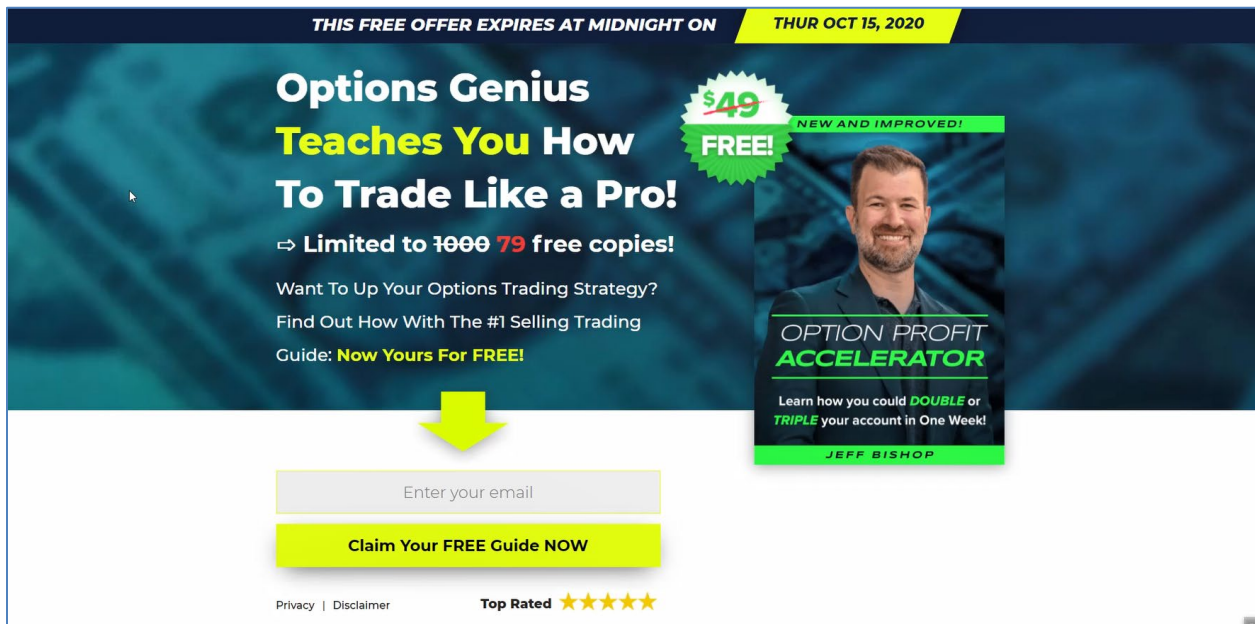 THIS FREE OFFER EXPIRES AT MIDNIGHT ON THUR OCT 15, 2020
Options Genius
Teaches You How
To Trade Like a Pro!
⇨ Limited to 1000 79 free copies!
Want To Up Your Options Trading Strategy?
Find Out How With The #1 Selling Trading
Guide: Now Yours For FREE!
Enter your email
Claim Your FREE Guide NOW
Privacy | Disclaimer
Top Rated
$49
FREE!
NEW AND IMPROVED!
OPTION PROFIT
ACCELERATOR
Learn how you could DOUBLE or
TRIPLE your account in One Week!
JEFF BISHOP